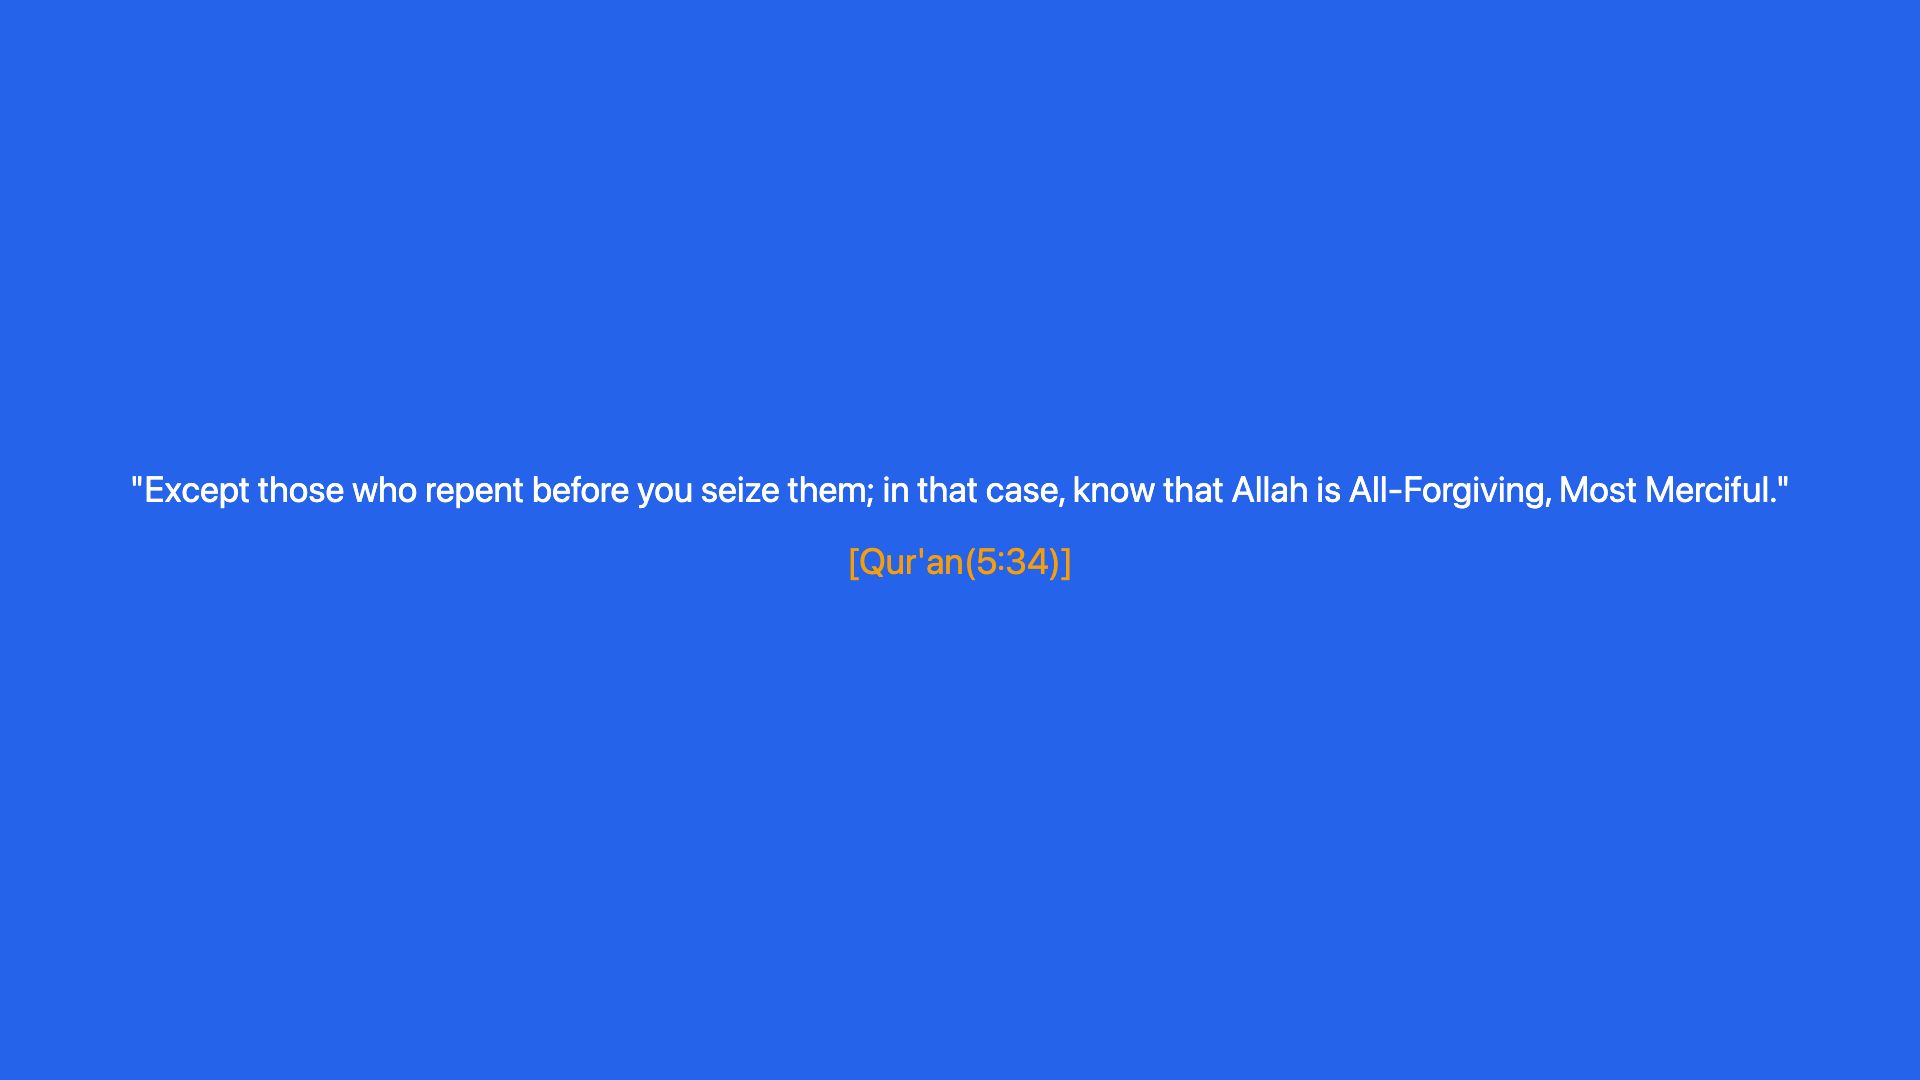 "Except those who repent before you seize them; in that case, know that Allah is All-Forgiving, Most Merciful."
[Qur'an(5:34)]